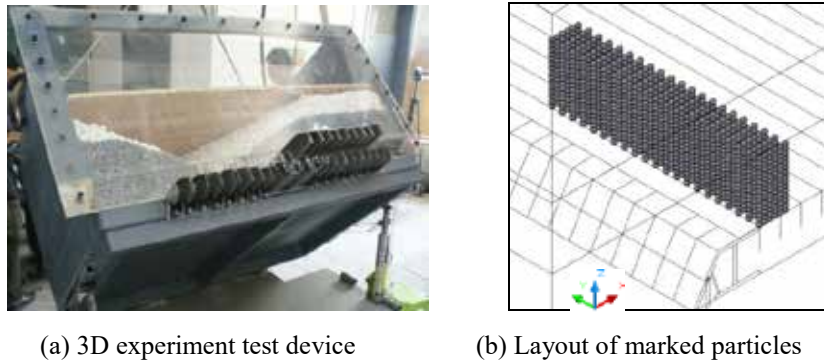 Z
Y
X
(a) 3D experiment test device
(b) Layout of marked particles